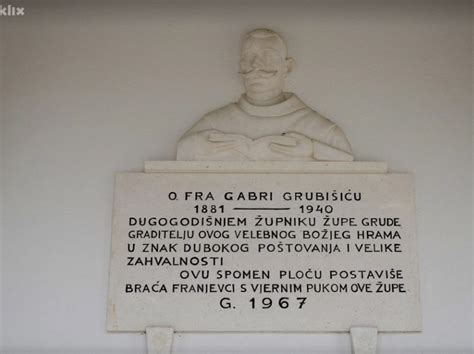 klix
O. FRA GABRI GRUBIŠIĆU
1881 — 1940
DUGOGODIŠNJEM ŽUPNIKU ŽUPE GRUDE
GRADITELJU OVOG VELEBNOG BOŽJEG HRAMA
U ZNAK DUBOKOG POŠTOVANJA I VELIKE
ZAHVALNOSTI
OVU SPOMEN PLOČU POSTAVIŠE
BRAĆA FRANJEVCI S VJERNIM PUKOM OVE ŽUPE
G. 1967